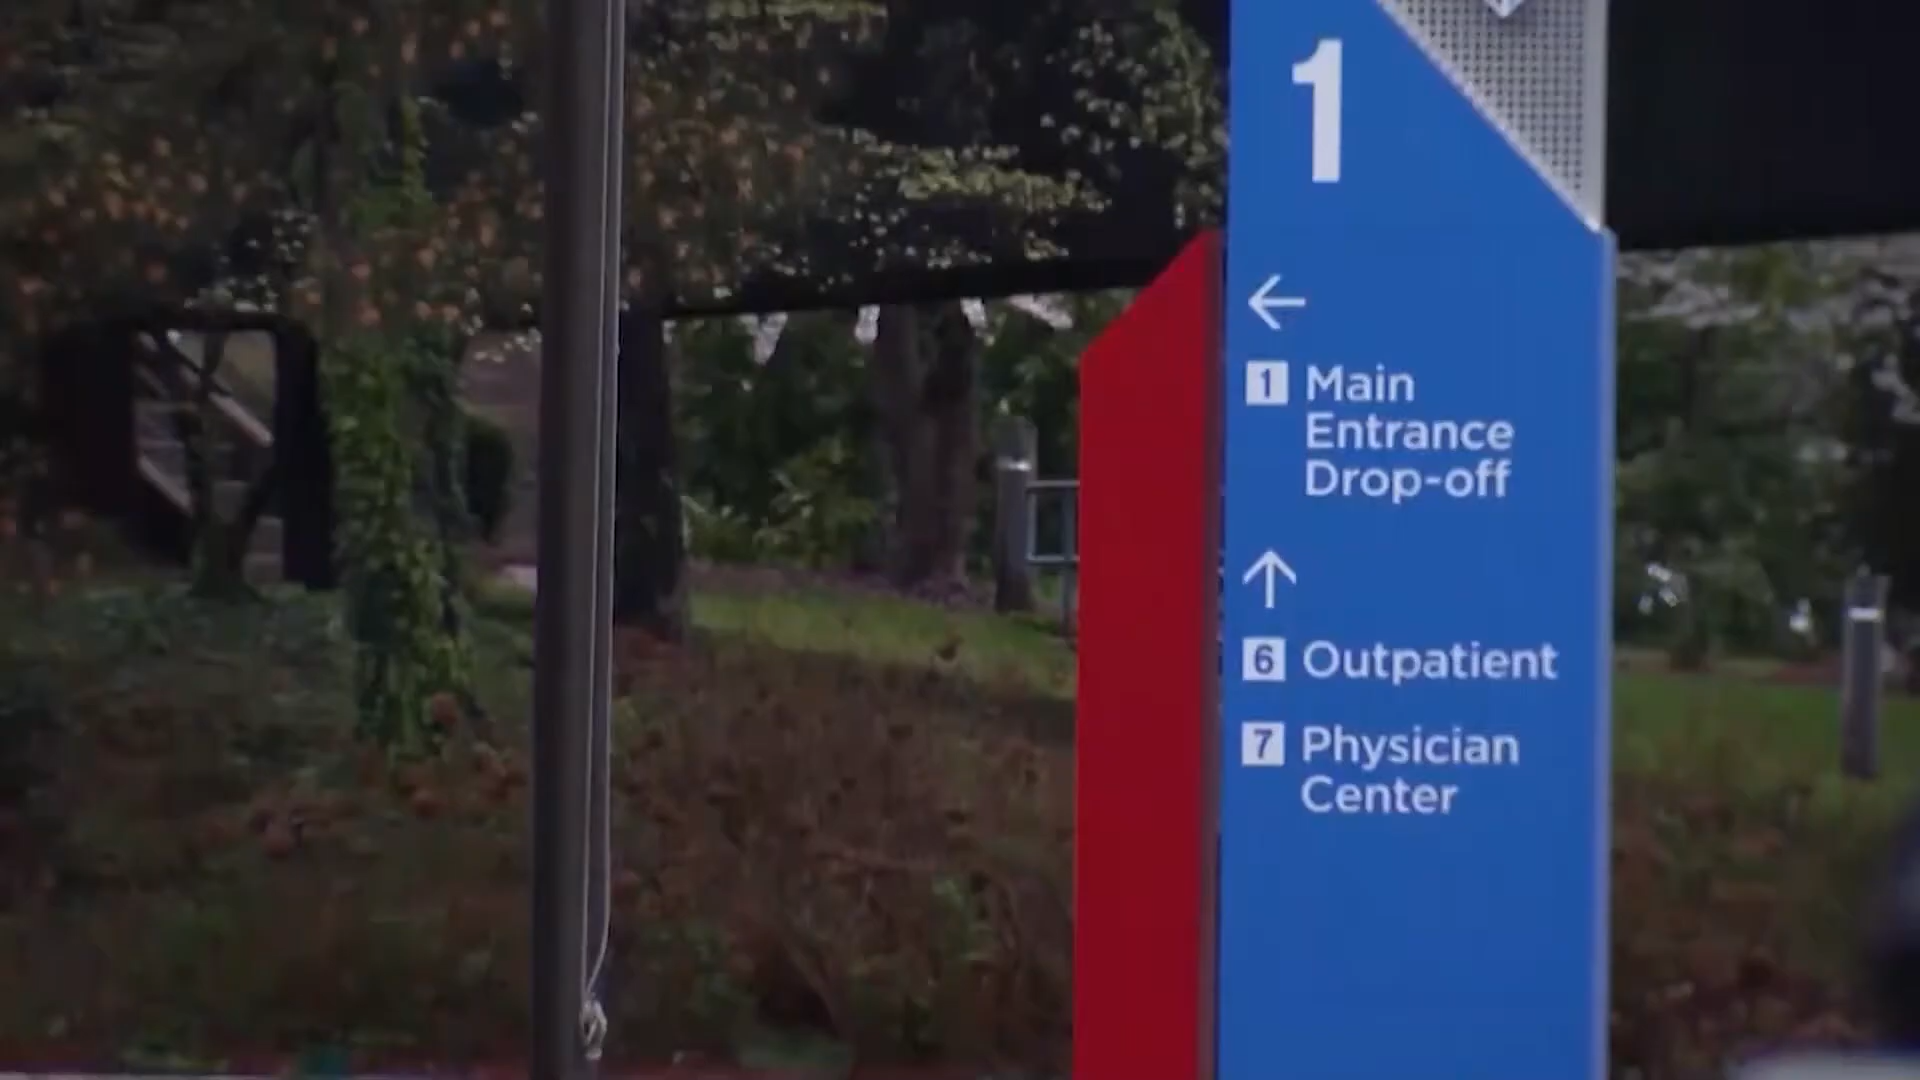 1
←
1 Main
Entrance
Drop-off
↑
6 Outpatient
7 Physician
Center